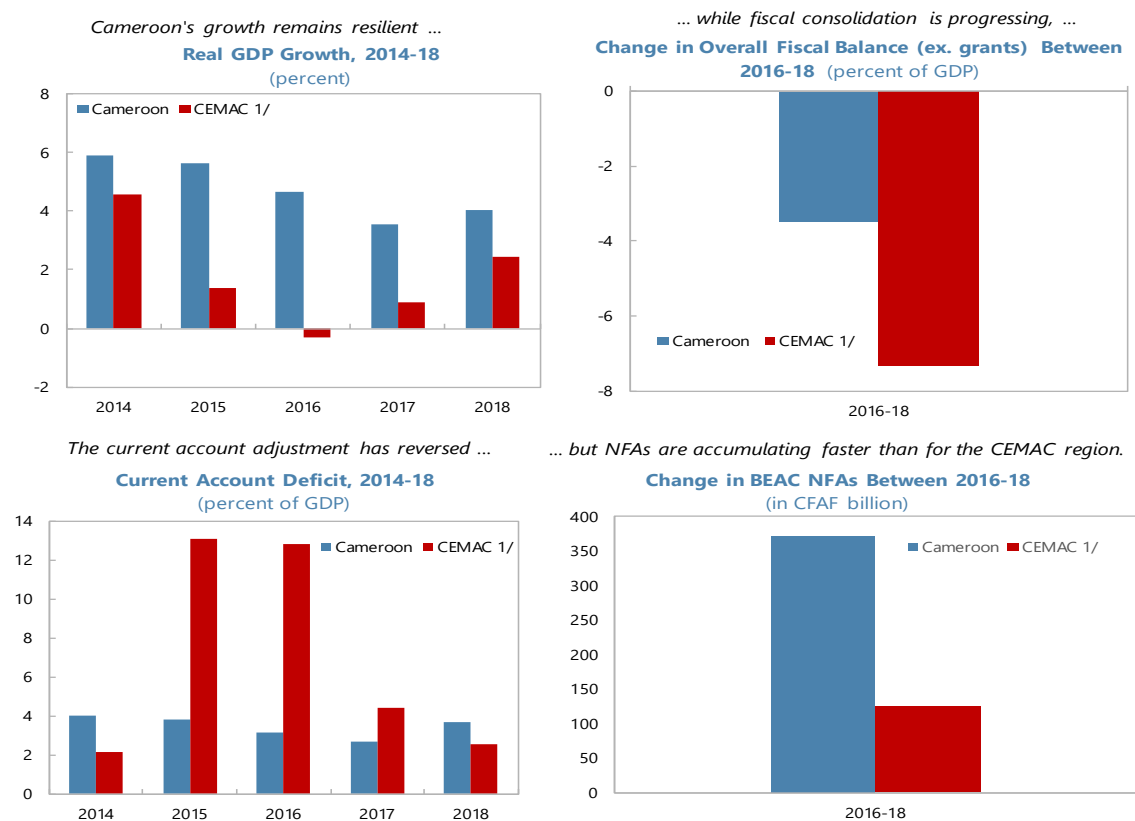 Cameroon's growth remains resilient ...
Real GDP Growth, 2014-18
(percent)
8
6
4
2
0
-2
Cameroon CEMAC 1/
2014 2015 2016 2017 2018
... while fiscal consolidation is progressing, ...
Change in Overall Fiscal Balance (ex. grants) Between
2016-18 (percent of GDP)
0
-2
-4
-6
-8
Cameroon CEMAC 1/
2016-18
The current account adjustment has reversed ...
Current Account Deficit, 2014-18
(percent of GDP)
14
12
10
8
6
4
2
0
Cameroon CEMAC 1/
2014 2015 2016 2017 2018
... but NFAs are accumulating faster than for the CEMAC region.
Change in BEAC NFAs Between 2016-18
(in CFAF billion)
400
350
300
250
200
150
100
50
0
Cameroon CEMAC 1/
2016-18